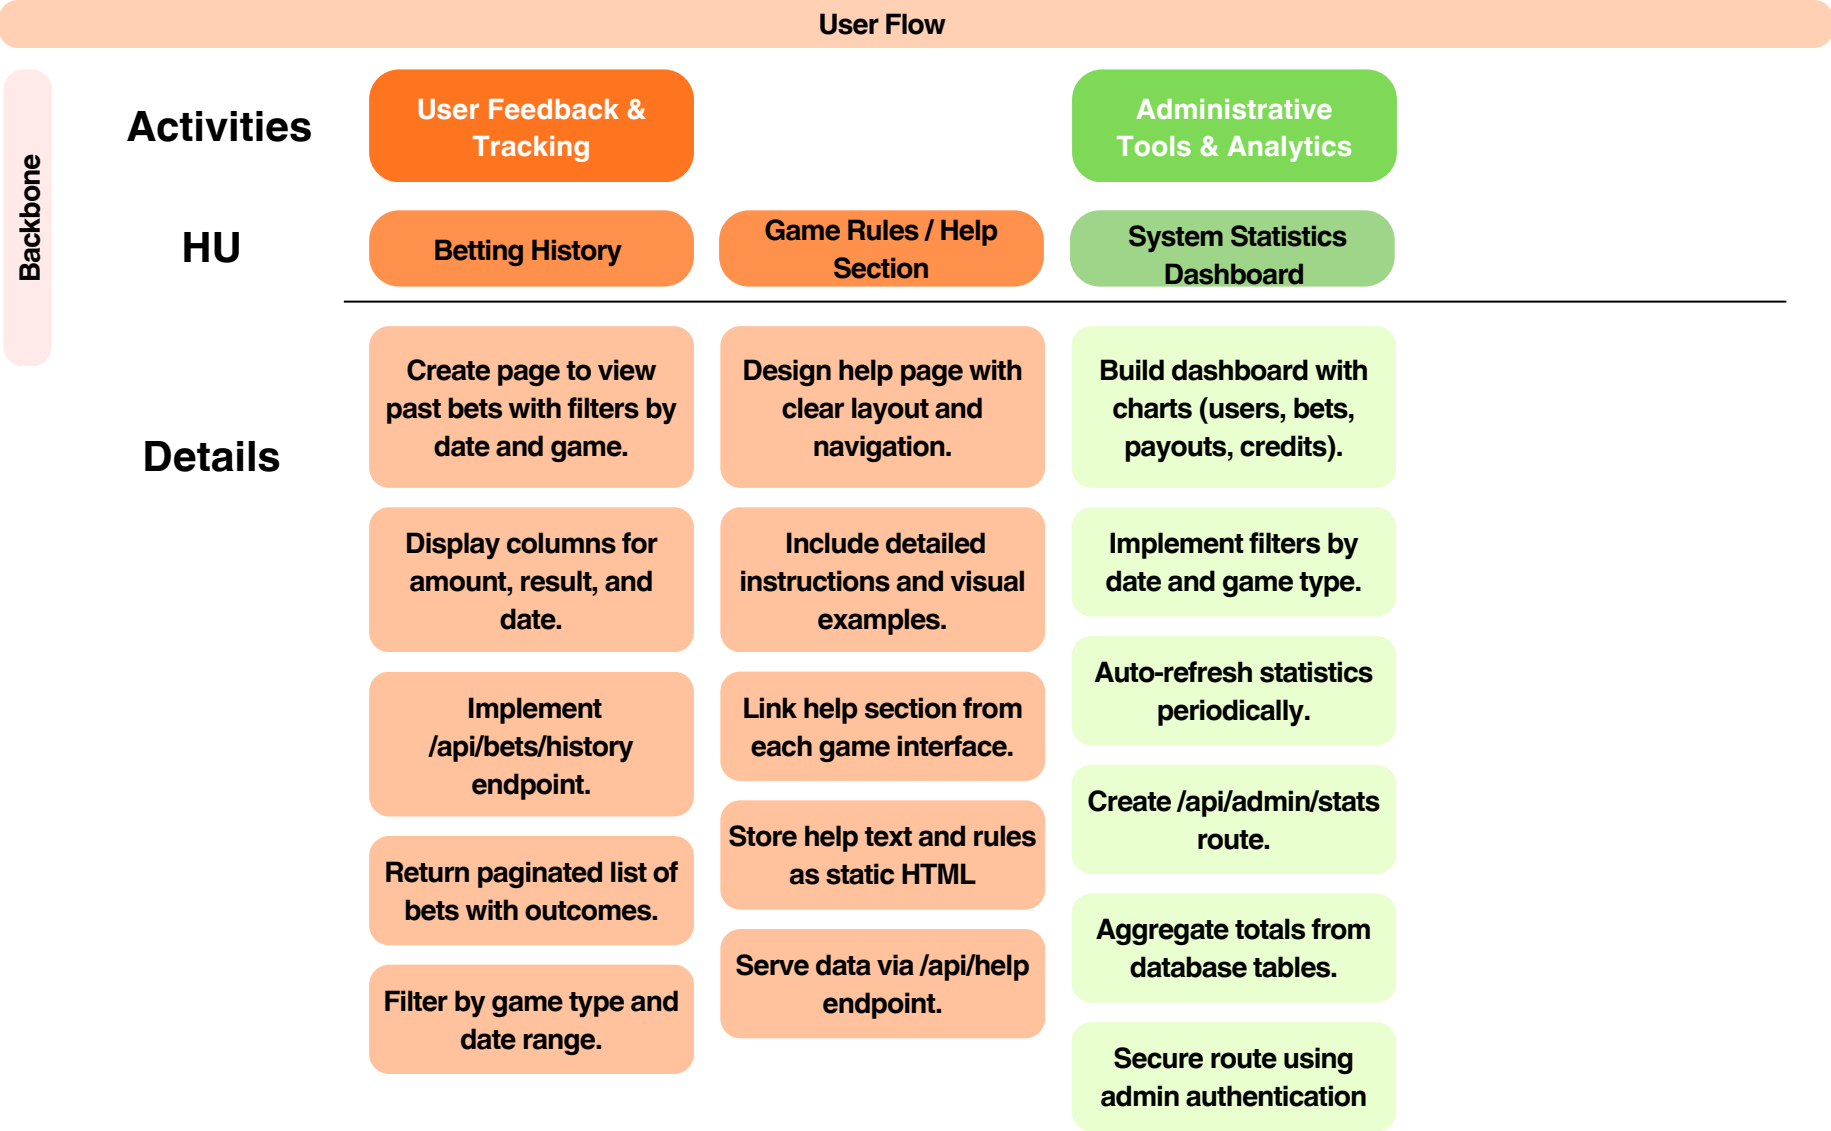 User Flow
Backbone
Activities
User Feedback &
Tracking
Administrative
Tools & Analytics
HU
Betting History
Game Rules / Help
Section
System Statistics
Dashboard
Details
Create page to view
past bets with filters by
date and game.
Display columns for
amount, result, and
date.
Implement
/api/bets/history
endpoint.
Return paginated list of
bets with outcomes.
Filter by game type and
date range.
Design help page with
clear layout and
navigation.
Include detailed
instructions and visual
examples.
Link help section from
each game interface.
Store help text and rules
as static HTML
Serve data via /api/help
endpoint.
Build dashboard with
charts (users, bets,
payouts, credits).
Implement filters by
date and game type.
Auto-refresh statistics
periodically.
Create /api/admin/stats
route.
Aggregate totals from
database tables.
Secure route using
admin authentication